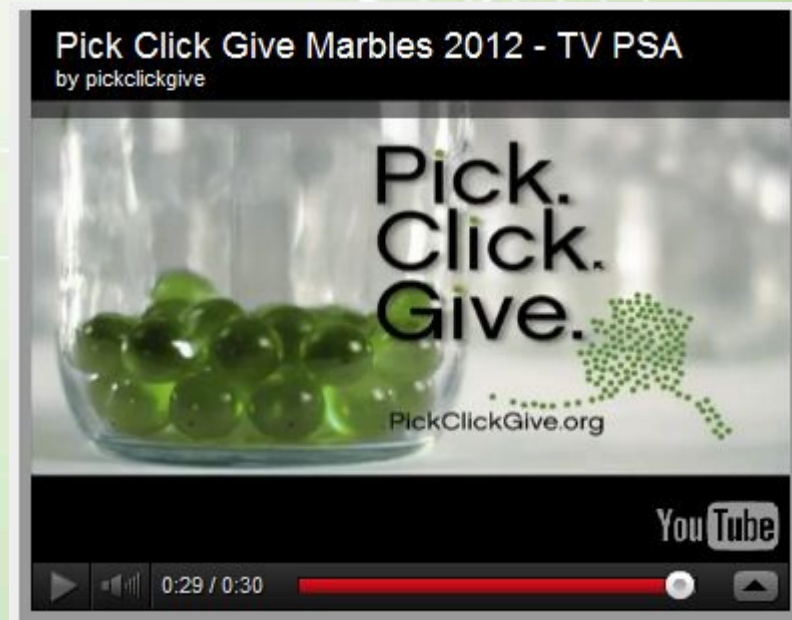 Pick Click Give Marbles 2012 - TV PSA
by pickclickgive
Pick.
Click.
Give.
PickClickGive.org
YouTube
0:29 / 0:30